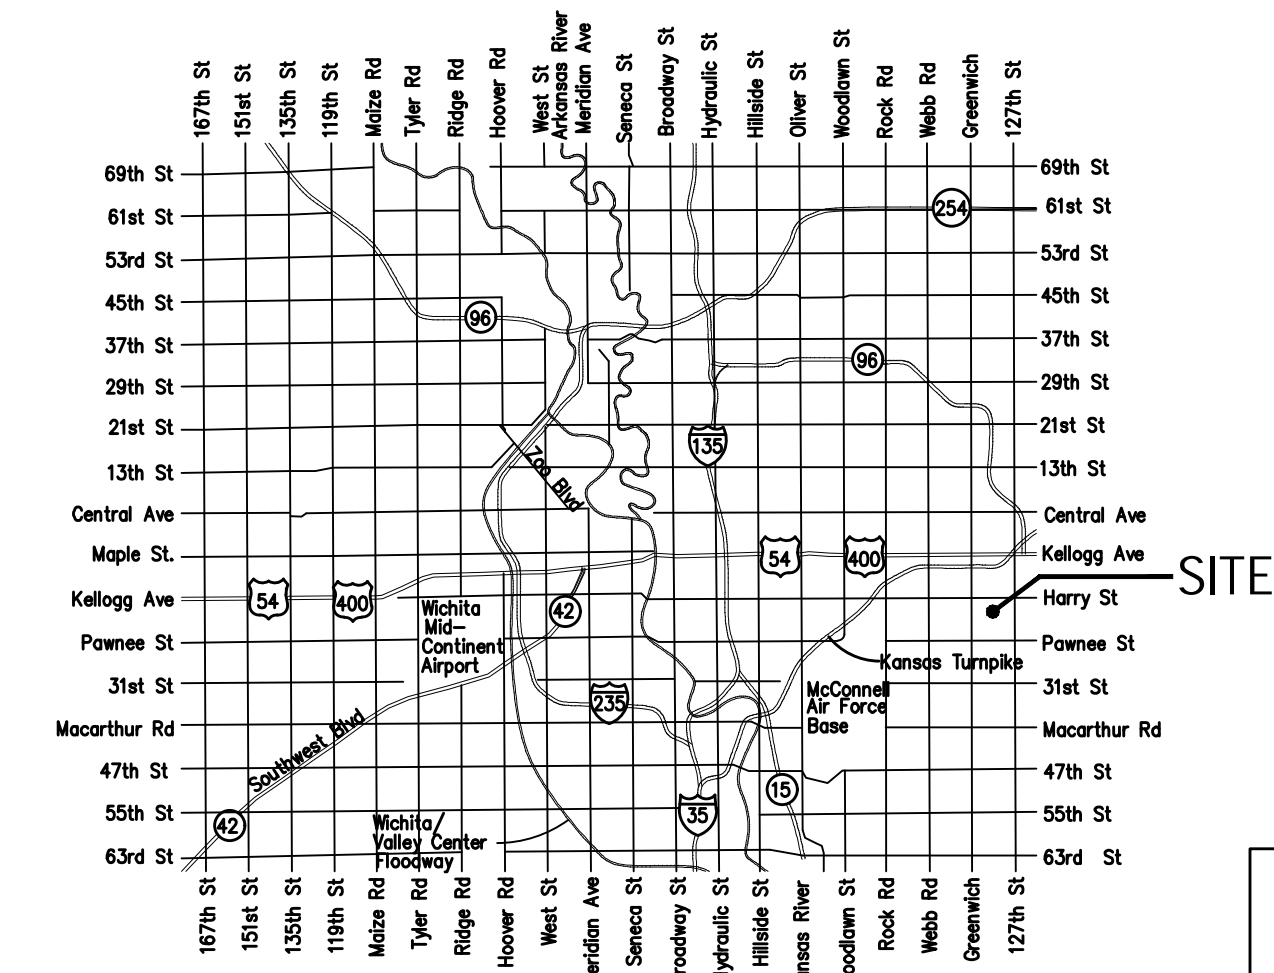 167th St
151st St
135th St
119th St
Maize Rd
Tyler Rd
Ridge Rd
Hoover Rd
West St
Arkansas River
Meridian Ave
Seneca St
Broadway St
Hydraulic St
Hillside St
Oliver St
Woodlawn St
Rock Rd
Webb Rd
Greenwich
127th St
69th St
61st St
53rd St
45th St
37th St
29th St
21st St
13th St
Central Ave
Maple St.
Kellogg Ave
Pawnee St
31st St
Macarthur Rd
47th St
55th St
63rd St
69th St
61st St
53rd St
45th St
37th St
29th St
21st St
13th St
Central Ave
Kellogg Ave
Harry St
Pawnee St
31st St
Macarthur Rd
47th St
55th St
63rd St
254
96
96
135
Zoo Blvd
54
400
54
400
42
SITE
Wichita
Mid-
Continent
Airport
Kansas Turnpike
McConnell
Air Force
Base
235
Southwest Blvd
15
35
42
Wichita/
Valley Center
Floodway
167th St
151st St
135th St
119th St
Maize Rd
Tyler Rd
Ridge Rd
Hoover Rd
West St
eridian Ave
Seneca St
roadway St
ydraulic St
Hillside St
nsas River
oodlawn St
Rock Rd
Webb Rd
Greenwich
127th St